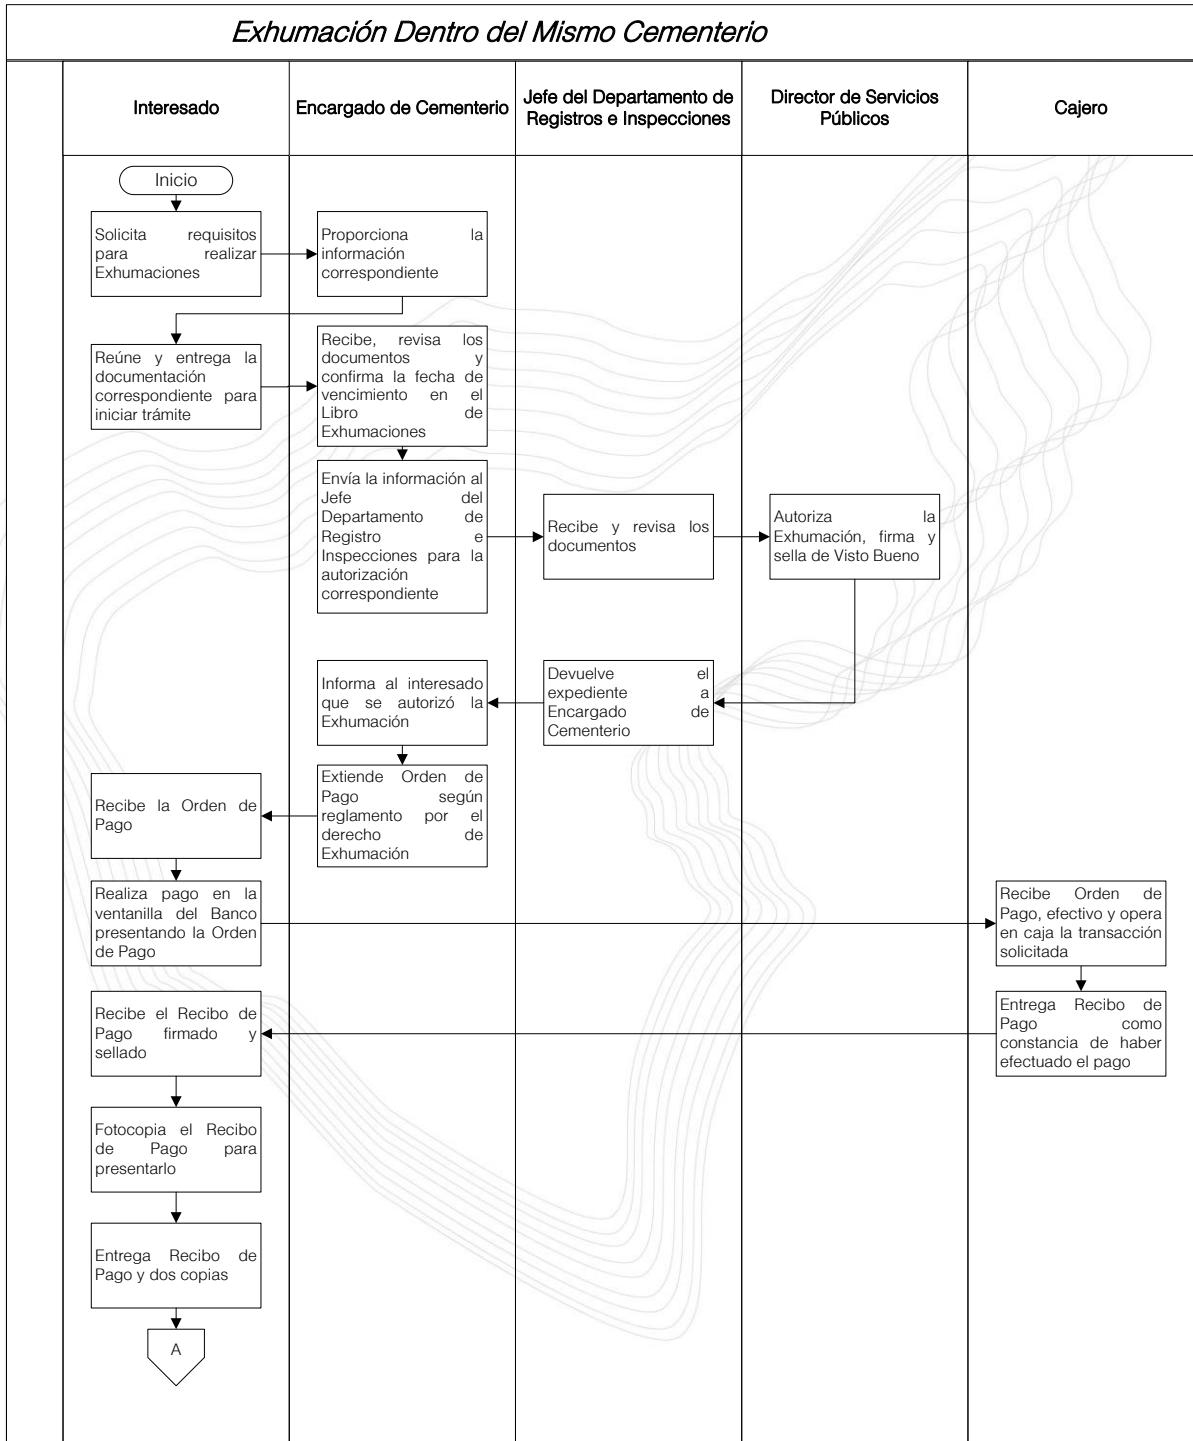 Exhumación Dentro del Mismo Cementerio
Interesado
Encargado de Cementerio
Jefe del Departamento de
Registros e Inspecciones
Director de Servicios
Públicos
Cajero
Inicio
Solicita requisitos
para realizar
Exhumaciones
Proporciona la
información
correspondiente
Reúne y entrega la
documentación
correspondiente para
iniciar trámite
Recibe, revisa los
documentos y
confirma la fecha de
vencimiento en el
Libro de
Exhumaciones
Envía la información al
Jefe del
Departamento de
Registro e
Inspecciones para la
autorización
correspondiente
Recibe y revisa los
documentos
Autoriza la
Exhumación, firma y
sella de Visto Bueno
Devuelve el
expediente a
Encargado de
Cementerio
Informa al interesado
que se autorizó la
Exhumación
Extiende Orden de
Pago según
reglamento por el
derecho de
Exhumación
Recibe la Orden de
Pago
Realiza pago en la
ventanilla del Banco
presentando la Orden
de Pago
Recibe Orden de
Pago, efectivo y opera
en caja la transacción
solicitada
Entrega Recibo de
Pago como
constancia de haber
efectuado el pago
Recibe el Recibo de
Pago firmado y
sellado
Fotocopia el Recibo
de Pago para
presentarlo
Entrega Recibo de
Pago y dos copias
A